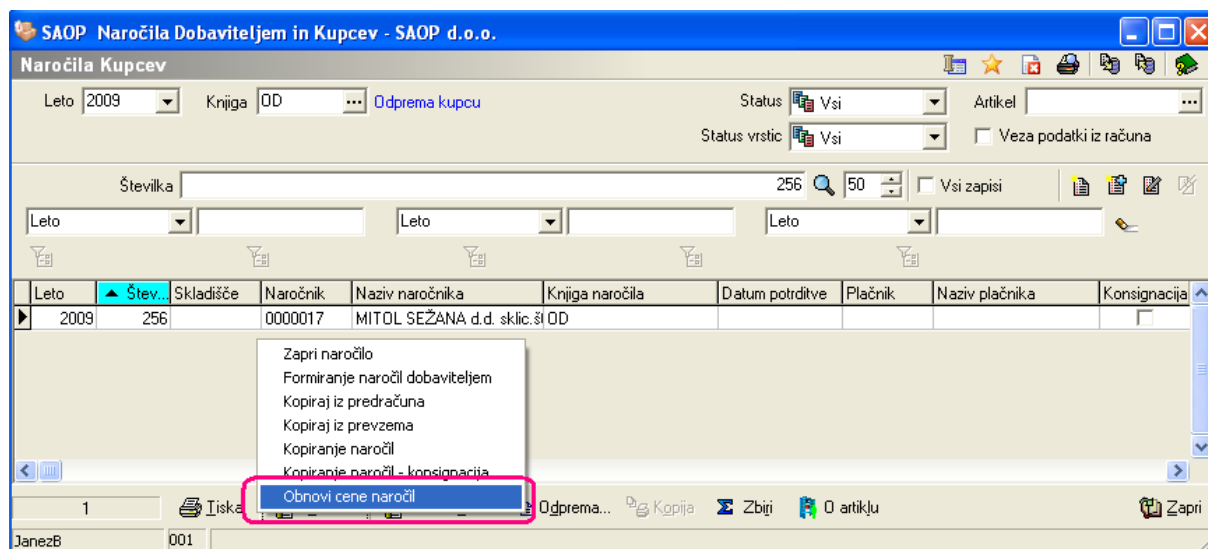 SAOP Naročila Dobaviteljem in Kupcev - SAOP d.o.o.
Naročila Kupcev
Leto 2009 Knjiga OD ... Odprema kupcu Status Vsi Artikel ...
Status vrstic Vsi Veza podatki iz računa
Številka 256 50 Vsi zapisi
Leto Leto Leto
Leto Štev... Skladišče Naročnik Naziv naročnika Knjiga naročila Datum potrditve Plačnik Naziv plačnika Konsignacija
2009 256 0000017 MITOL SEŽANA d.d. sklic.š OD
Zapri naročilo
Formiranje naročil dobaviteljem
Kopiraj iz predračuna
Kopiraj iz prevzema
Kopiranje naročil
Kopiranje naročil - konsignacija
Obnovi cene naročil
1 Tiska Odprema... Kopija Zbiri O artiklu Zapri
JanezB 001